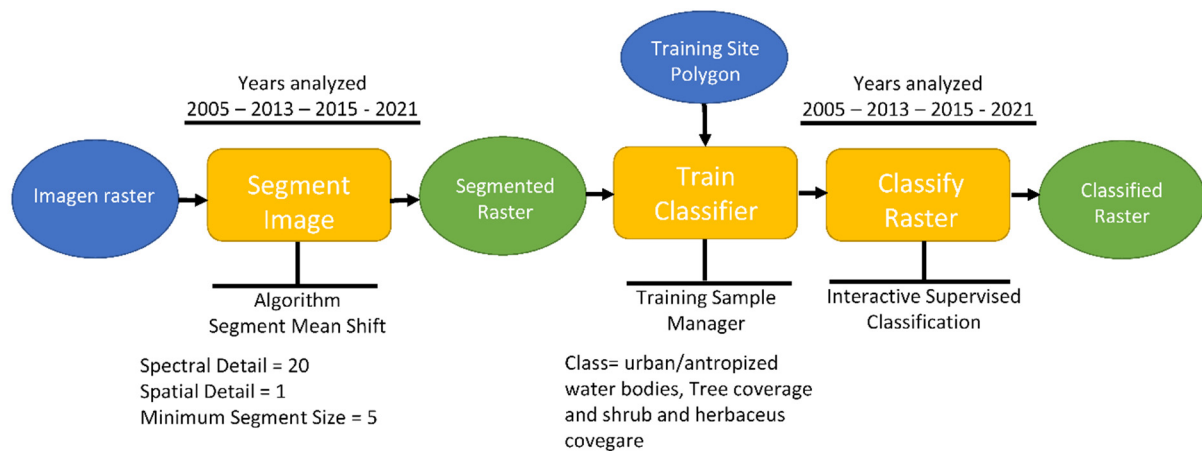 Training Site
Polygon
Years analyzed
2005 – 2013 – 2015 - 2021
Years analyzed
2005 – 2013 – 2015 - 2021
Imagen raster
Segment
Image
Segmented
Raster
Train
Classifier
Classify
Raster
Classified
Raster
Algorithm
Segment Mean Shift
Training Sample
Manager
Interactive Supervised
Classification
Spectral Detail = 20
Spatial Detail = 1
Minimum Segment Size = 5
Class= urban/antropized
water bodies, Tree coverage
and shrub and herbaceus
covegare